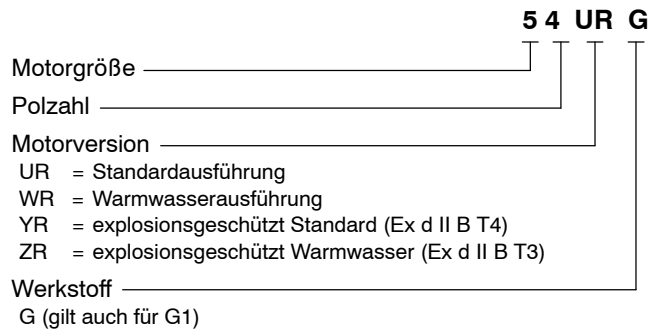 5 4 UR G
Motorgröße
Polzahl
Motorversion
UR = Standardausführung
WR = Warmwasserausführung
YR = explosionsgeschützt Standard (Ex d II B T4)
ZR = explosionsgeschützt Warmwasser (Ex d II B T3)
Werkstoff
G (gilt auch für G1)